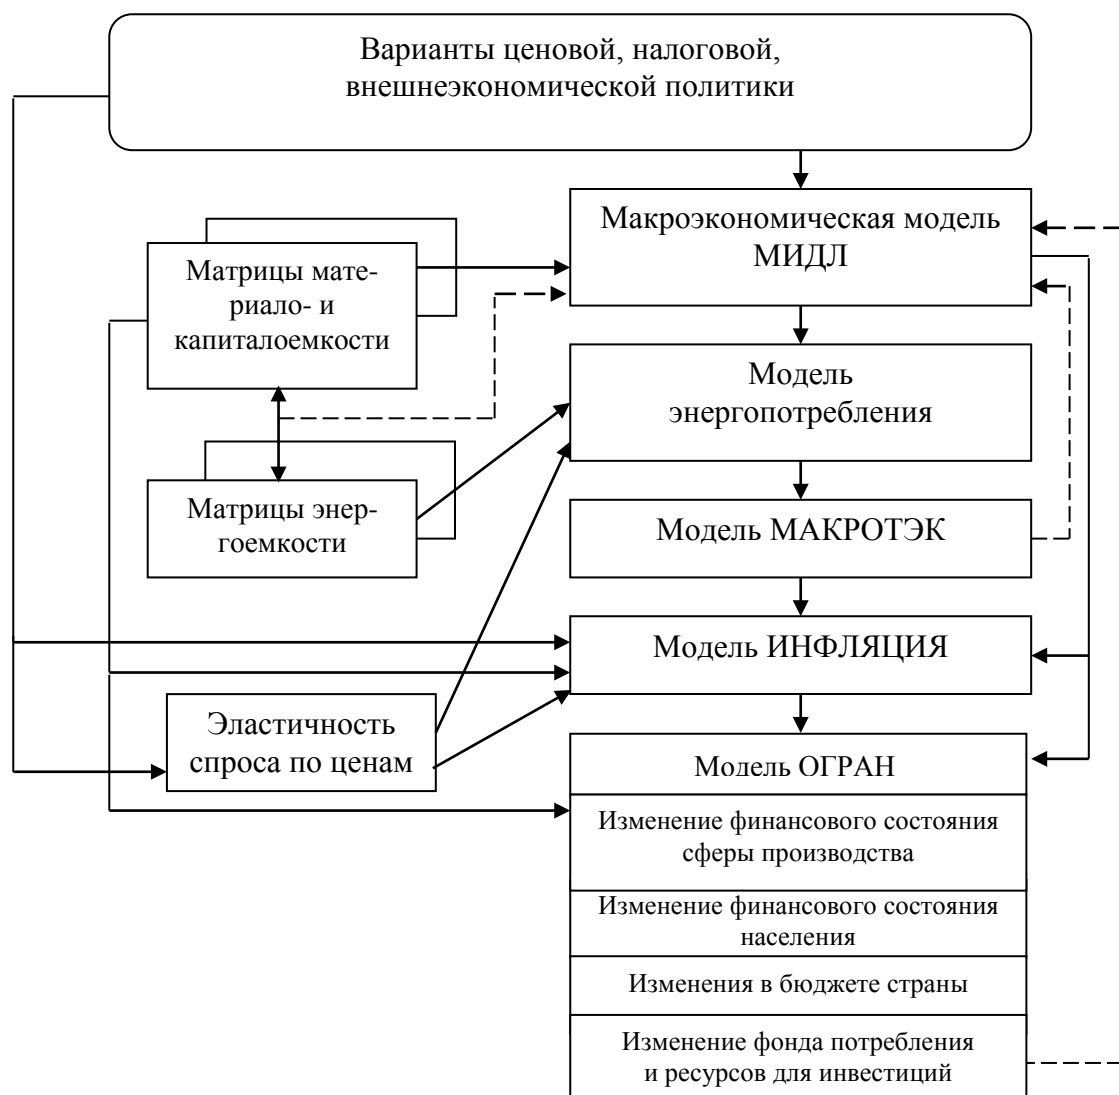 Варианты ценовой, налоговой,
внешнеэкономической политики
Макроэкономическая модель
МИДЛ
Матрицы мате-
риало- и
капиталоемкости
Модель
энергопотребления
Матрицы энер-
гоемкости
Модель МАКРОТЭК
Модель ИНФЛЯЦИЯ
Эластичность
спроса по ценам
Модель ОГРАН
Изменение финансового состояния
сферы производства
Изменение финансового состояния
населения
Изменения в бюджете страны
Изменение фонда потребления
и ресурсов для инвестиций